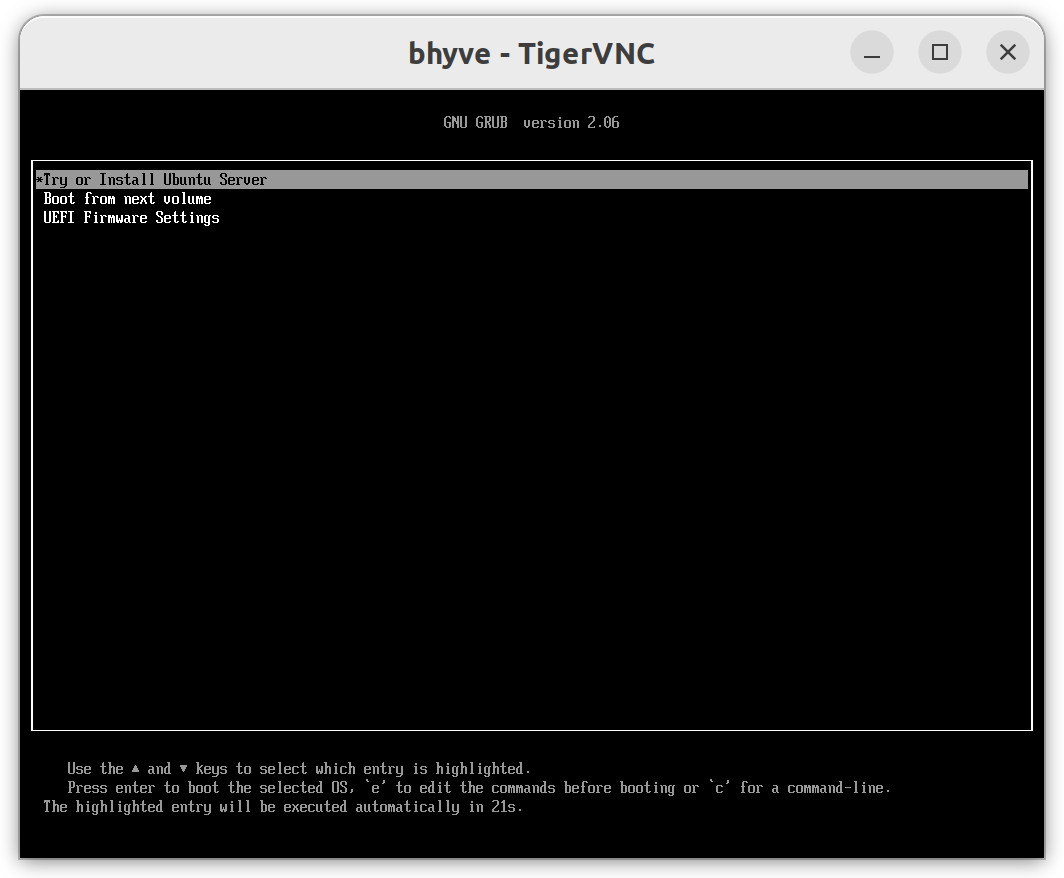 bhyve - TigerVNC
GNU GRUB  version 2.06
*Try or Install Ubuntu Server
Boot from next volume
UEFI Firmware Settings
Use the ▲ and ▼ keys to select which entry is highlighted.
Press enter to boot the selected OS, `e' to edit the commands before booting or `c' for a command-line.
The highlighted entry will be executed automatically in 21s.